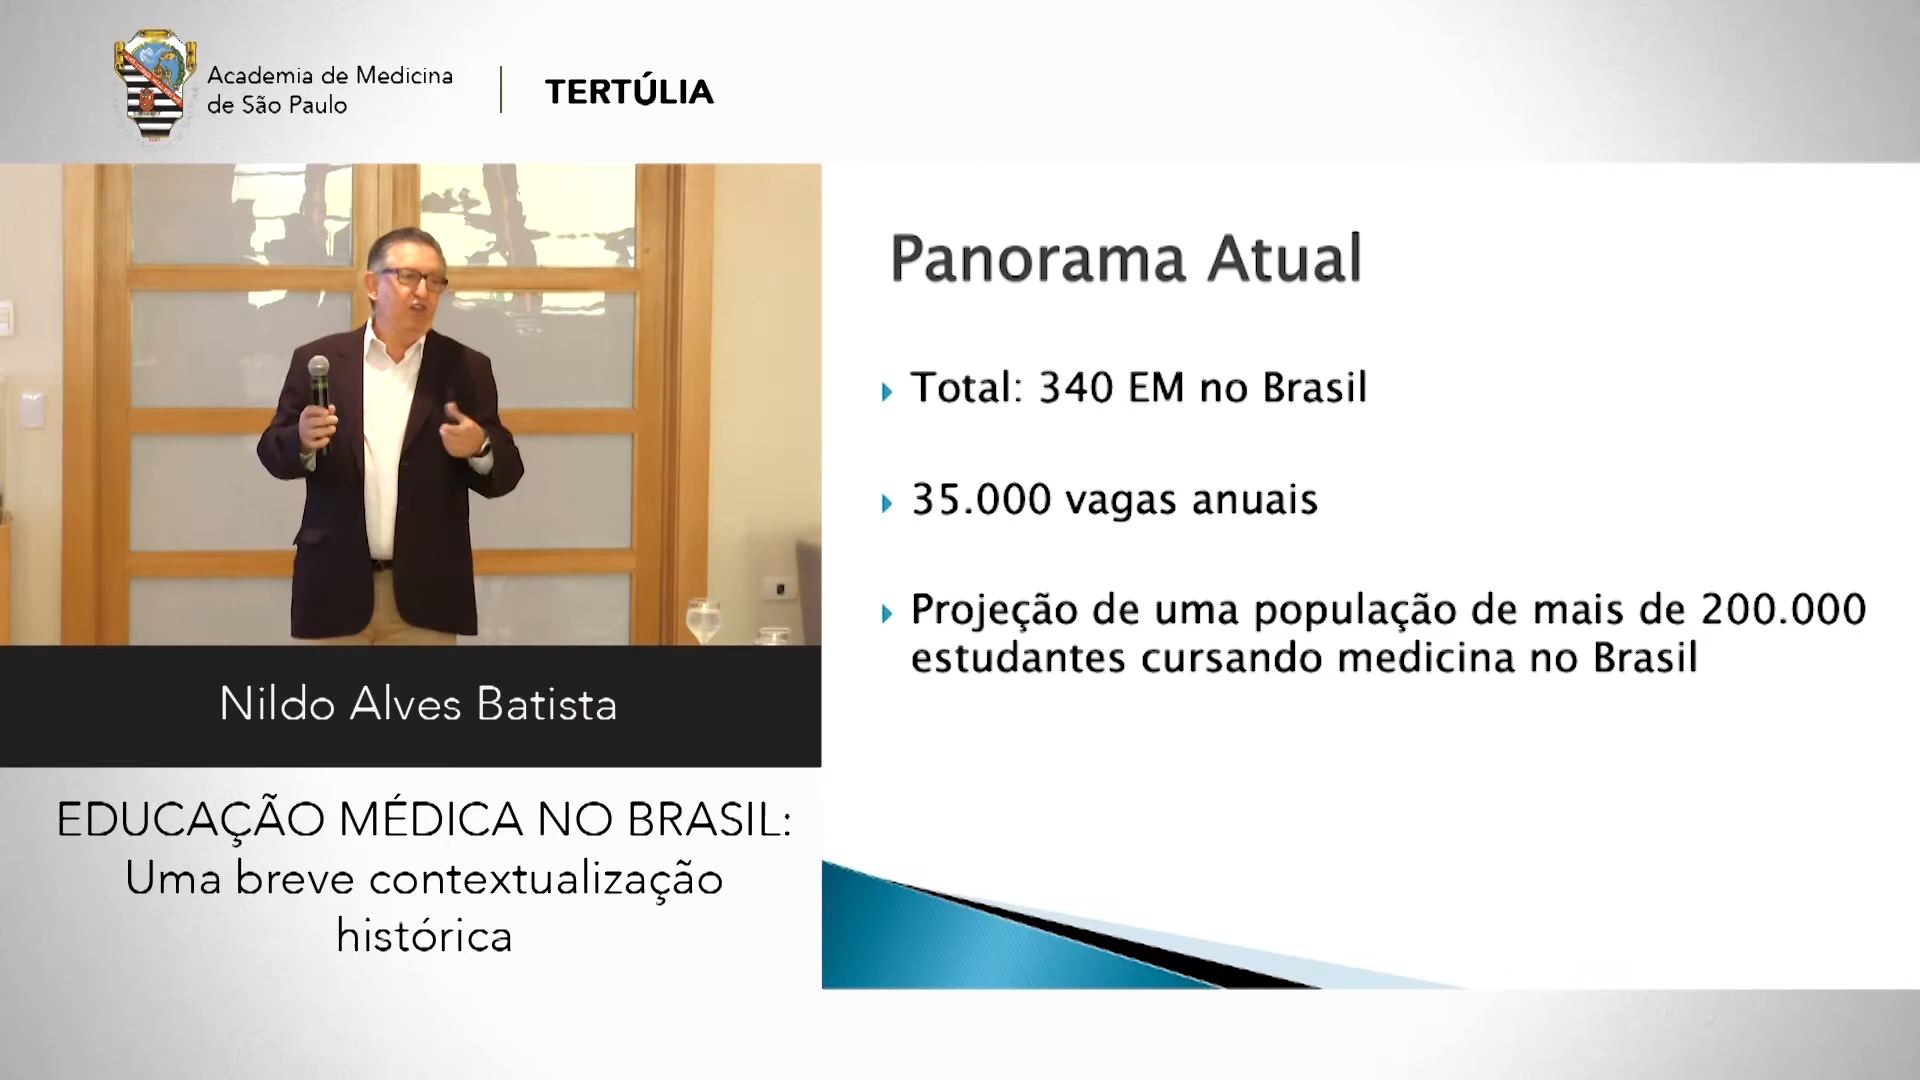 Academia de Medicina
de São Paulo
TERTÚLIA
Panorama Atual
Total: 340 EM no Brasil
35.000 vagas anuais
Projeção de uma população de mais de 200.000
estudantes cursando medicina no Brasil
Nildo Alves Batista
EDUCAÇÃO MÉDICA NO BRASIL:
Uma breve contextualização
histórica